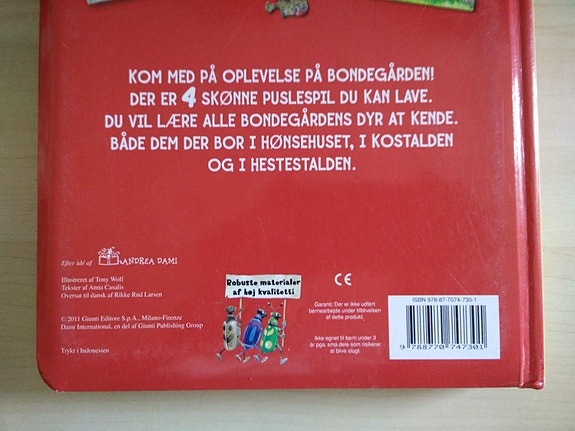 KOM MED PÅ OPLEVELSE PÅ BONDEGÅRDEN!
DER ER 4 SKØNNE PUSLESPIL DU KAN LAVE.
DU VIL LÆRE ALLE BONDEGÅRDENS DYR AT KENDE.
BÅDE DEM DER BOR I HØNSEHUSET, I KOSTALDEN
OG I HESTESTALDEN.
Efter idé af ANDREA DAMI
Illustreret af Tony Wolf
Tekster af Anna Casalis
Oversat til dansk af Rikke Rud Larsen
© 2011 Giunti Editore S.p.A., Milano-Firenze
Dami International, en del af Giunti Publishing Group
Trykt i Indonesien
Robuste materialer
af høj kvalitet!
CE
Garanti: Der er ikke udført
børnearbejde under tilblivelsen
af dette produkt.
Ikke egnet til børn under 3
år pga. små dele som risikerer
at blive slugt.
ISBN 978-87-7074-730-1
9 788770 747301